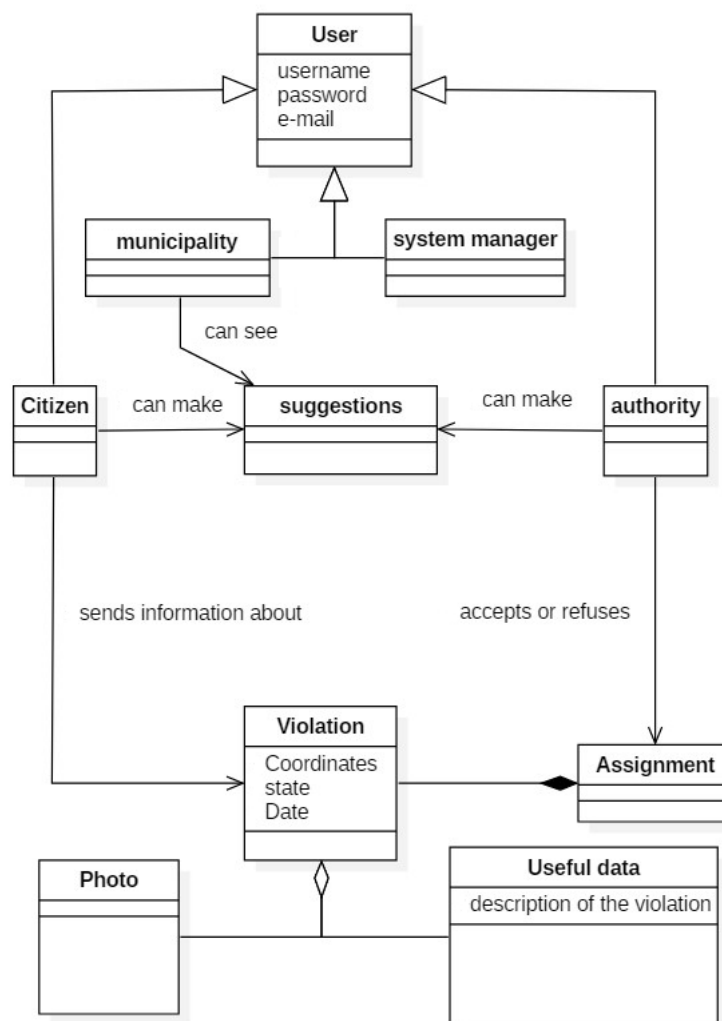 User
username
password
e-mail
municipality
system manager
can see
Citizen
can make
suggestions
can make
authority
sends information about
accepts or refuses
Violation
Coordinates
state
Date
Assignment
Photo
Useful data
description of the violation